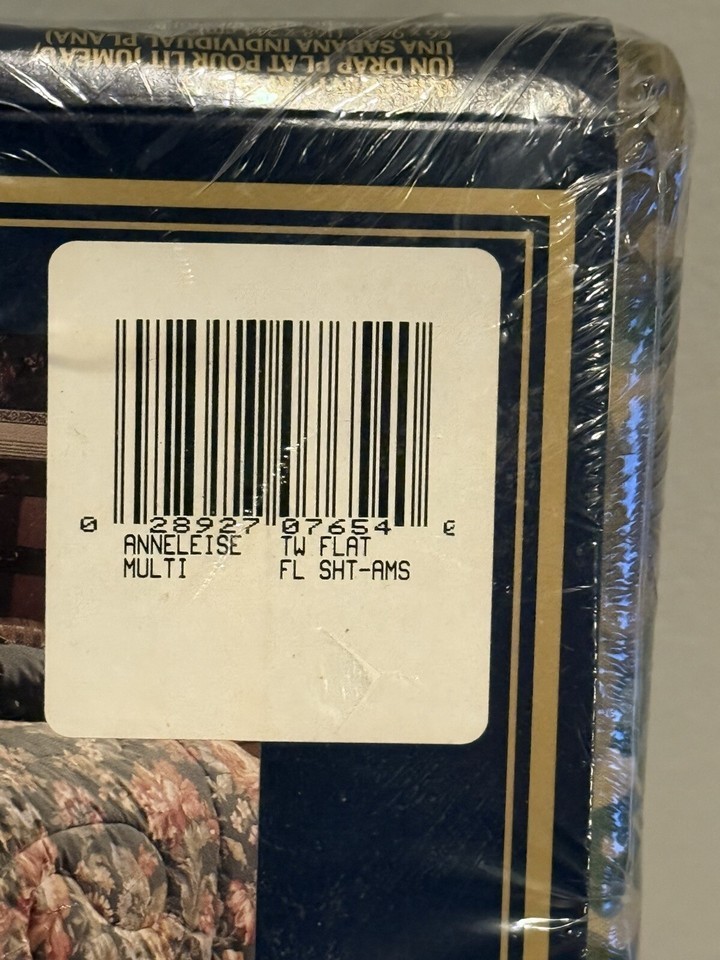 (UN DRAP PLAT POUR LIT JUMEAU)
UNA SABANA INDIVIDUAL PLANA)
0 28927 07654 0
ANNELEISE TW FLAT
MULTI FL SHT-AMS